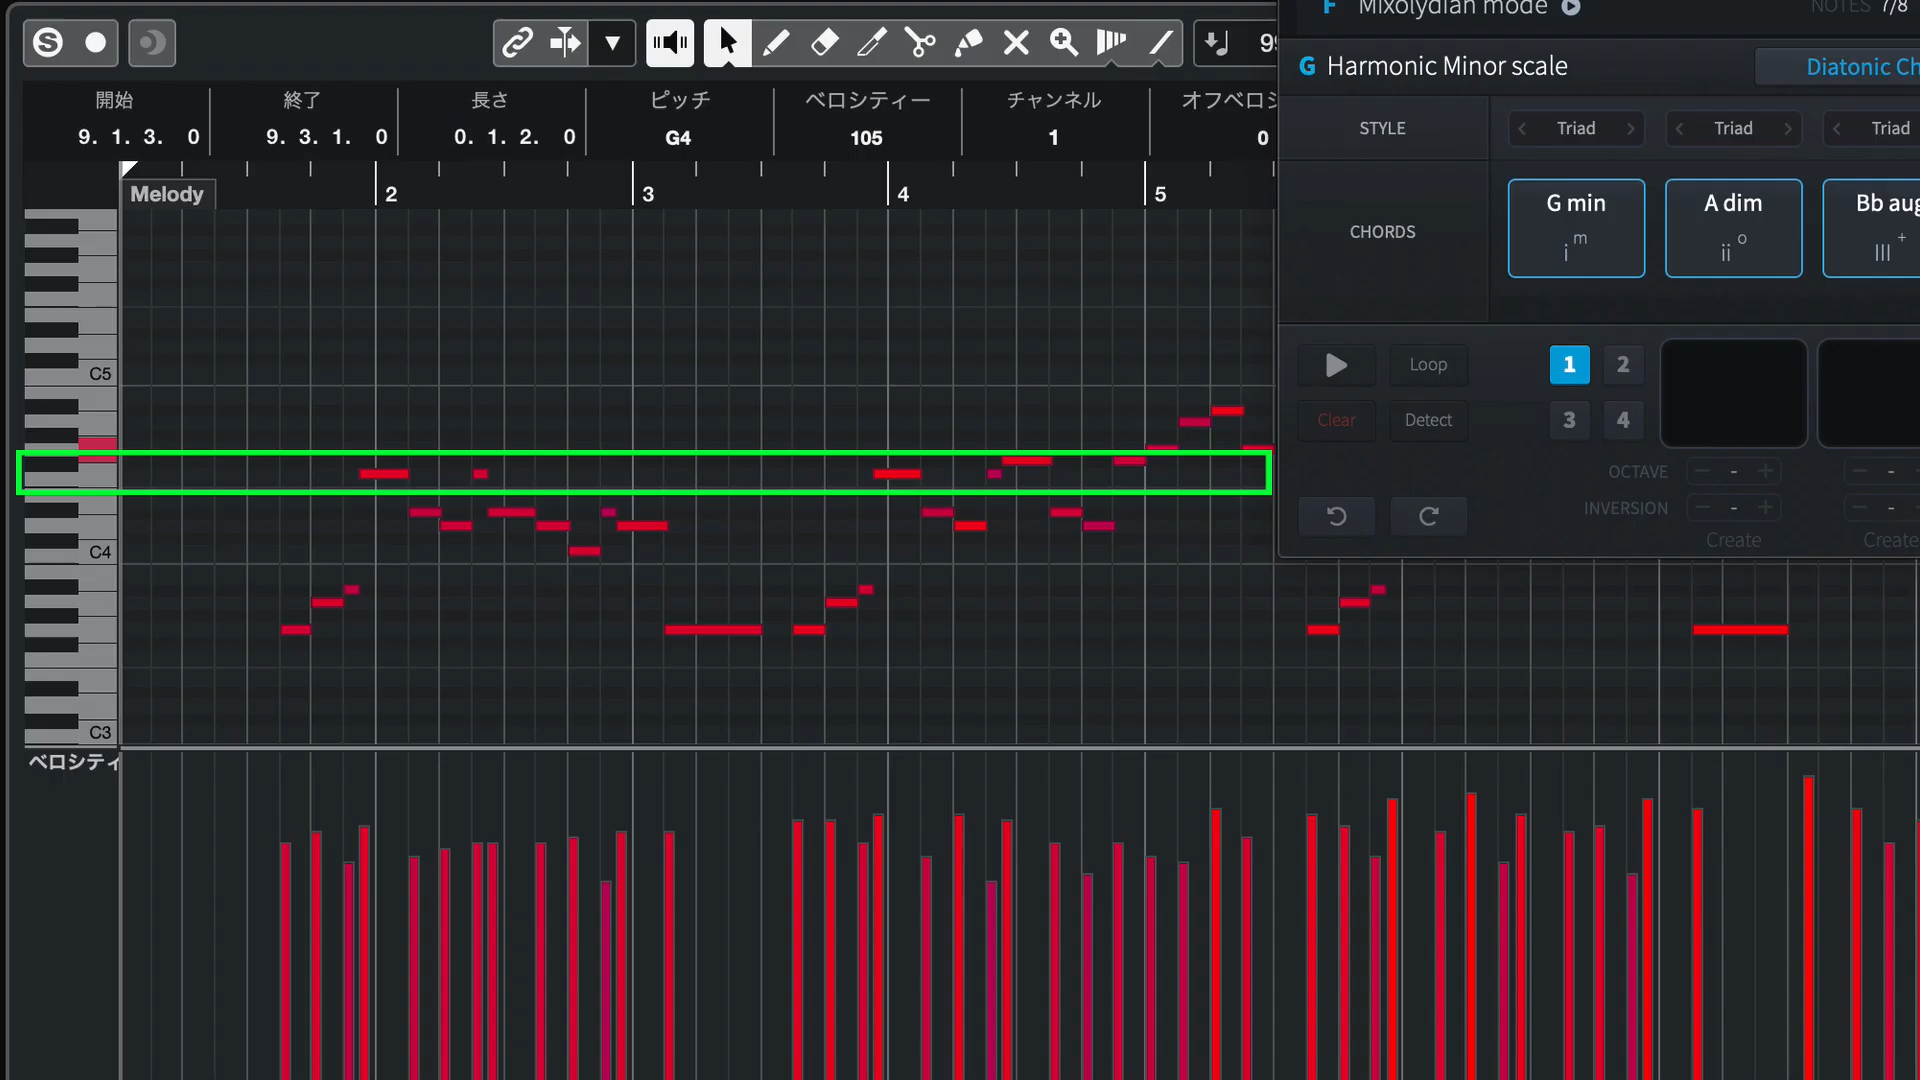 F Mixolydian mode NOTES 7/8
S
G Harmonic Minor scale Diatonic Ch
開始 終了 長さ ピッチ ベロシティー チャンネル オフベロシ
9. 1. 3. 0 9. 3. 1. 0 0. 1. 2. 0 G4 105 1 0
STYLE Triad Triad Triad
Melody 2 3 4 5
CHORDS G min A dim Bb aug
i m ii o III +
C5
Loop 1 2
Clear Detect 3 4
OCTAVE - -
INVERSION - -
Create Create
C4
C3
ベロシティ